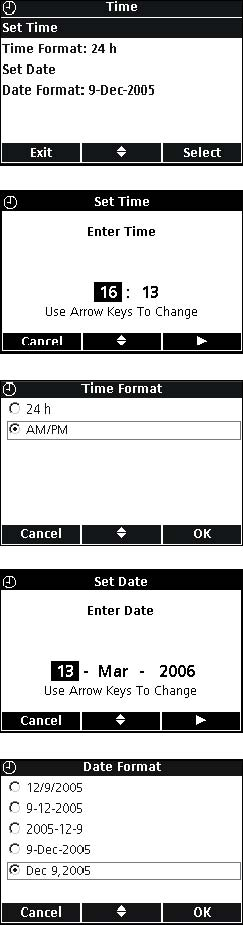 Time
Set Time
Time Format: 24 h
Set Date
Date Format: 9-Dec-2005
Exit Select
Set Time
Enter Time
16 : 13
Use Arrow Keys To Change
Cancel
Time Format
24 h
AM/PM
Cancel OK
Set Date
Enter Date
13 - Mar - 2006
Use Arrow Keys To Change
Cancel
Date Format
12/9/2005
9-12-2005
2005-12-9
9-Dec-2005
Dec 9,2005
Cancel OK